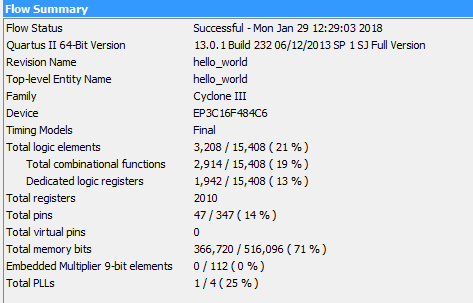 Flow Summary
Flow Status Successful - Mon Jan 29 12:29:03 2018
Quartus II 64-Bit Version 13.0.1 Build 232 06/12/2013 SP 1 SJ Full Version
Revision Name hello_world
Top-level Entity Name hello_world
Family Cyclone III
Device EP3C16F484C6
Timing Models Final
Total logic elements 3,208 / 15,408 ( 21 % )
Total combinational functions 2,914 / 15,408 ( 19 % )
Dedicated logic registers 1,942 / 15,408 ( 13 % )
Total registers 2010
Total pins 47 / 347 ( 14 % )
Total virtual pins 0
Total memory bits 366,720 / 516,096 ( 71 % )
Embedded Multiplier 9-bit elements 0 / 112 ( 0 % )
Total PLLs 1 / 4 ( 25 % )